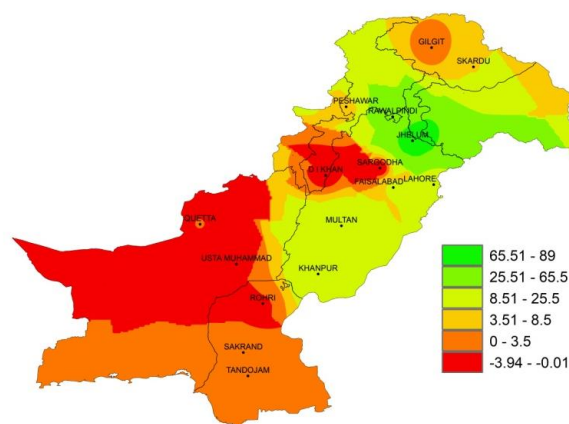 GILGIT
SKARDU
PESHAWAR
RAWALPINDI
JHELUM
SARGODHA
D.I.KHAN
FAISALABAD
LAHORE
QUETTA
MULTAN
USTA MUHAMMAD
KHANPUR
ROHRI
SAKRAND
TANDOJAM
65.51 - 89
25.51 - 65.5
8.51 - 25.5
3.51 - 8.5
0 - 3.5
-3.94 - -0.01